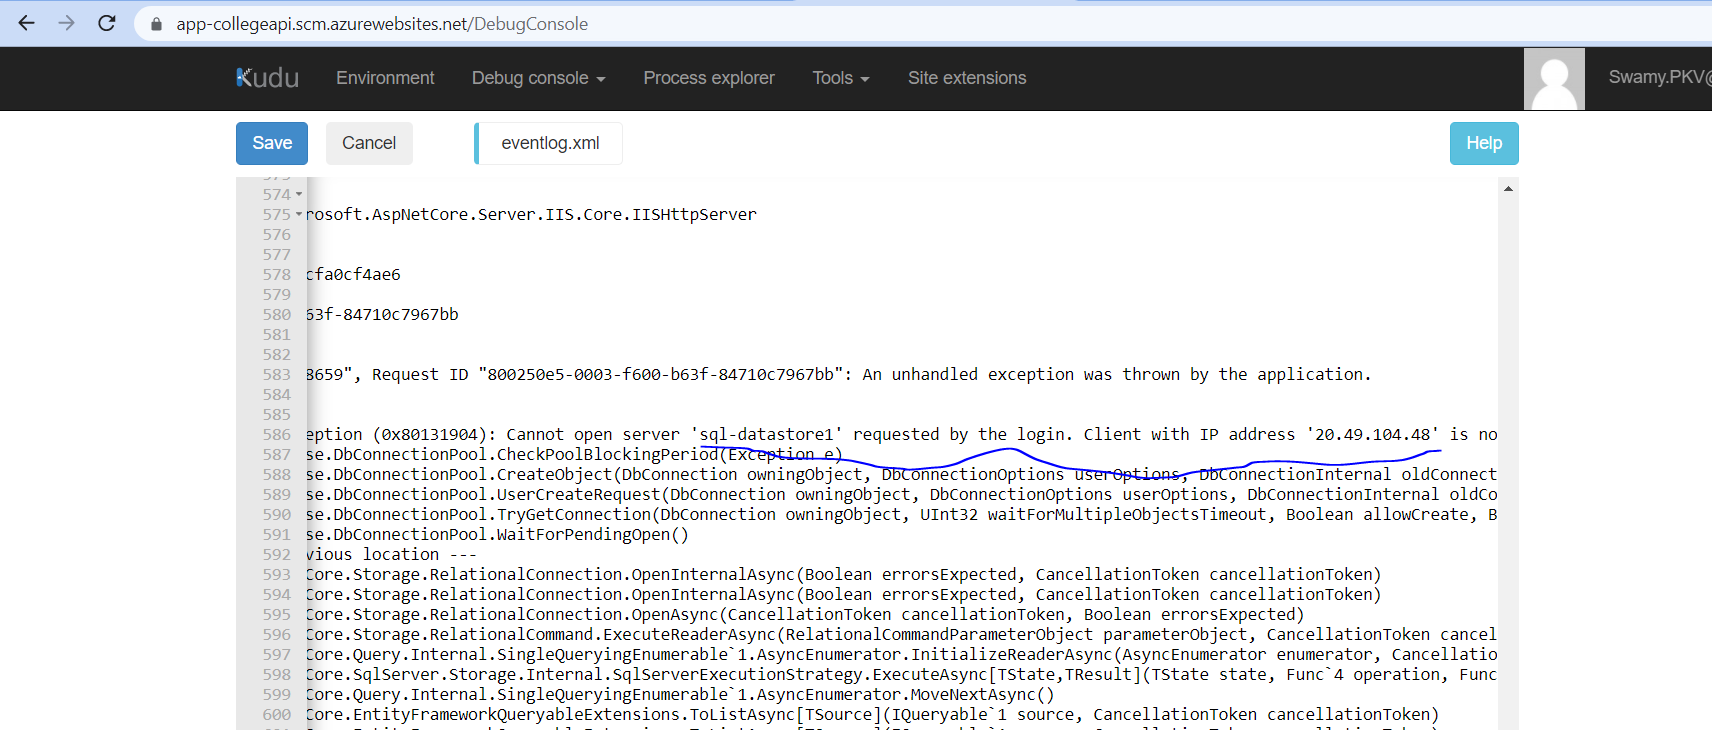 app-collegeapi.scm.azurewebsites.net/DebugConsole
Kudu Environment Debug console Process explorer Tools Site extensions Swamy.PKV@
Save Cancel eventlog.xml Help
573
574
575 rosoft.AspNetCore.Server.IIS.Core.IISHttpServer
576
577
578 cfa0cf4ae6
579
580 63f-84710c7967bb
581
582
583 8659", Request ID "800250e5-0003-f600-b63f-84710c7967bb": An unhandled exception was thrown by the application.
584
585
586 eption (0x80131904): Cannot open server 'sql-datastore1' requested by the login. Client with IP address '20.49.104.48' is no
587 se.DbConnectionPool.CheckPoolBlockingPeriod(Exception e)
588 se.DbConnectionPool.CreateObject(DbConnection owningObject, DbConnectionOptions userOptions, DbConnectionInternal oldConnect
589 se.DbConnectionPool.UserCreateRequest(DbConnection owningObject, DbConnectionOptions userOptions, DbConnectionInternal oldCo
590 se.DbConnectionPool.TryGetConnection(DbConnection owningObject, UInt32 waitForMultipleObjectsTimeout, Boolean allowCreate, B
591 se.DbConnectionPool.WaitForPendingOpen()
592 vious location ---
593 Core.Storage.RelationalConnection.OpenInternalAsync(Boolean errorsExpected, CancellationToken cancellationToken)
594 Core.Storage.RelationalConnection.OpenInternalAsync(Boolean errorsExpected, CancellationToken cancellationToken)
595 Core.Storage.RelationalConnection.OpenAsync(CancellationToken cancellationToken, Boolean errorsExpected)
596 Core.Storage.RelationalCommand.ExecuteReaderAsync(RelationalCommandParameterObject parameterObject, CancellationToken cancel
597 Core.Query.Internal.SingleQueryingEnumerable`1.AsyncEnumerator.InitializeReaderAsync(AsyncEnumerator enumerator, Cancellatio
598 Core.SqlServer.Storage.Internal.SqlServerExecutionStrategy.ExecuteAsync[TState,TResult](TState state, Func`4 operation, Func
599 Core.Query.Internal.SingleQueryingEnumerable`1.AsyncEnumerator.MoveNextAsync()
600 Core.EntityFrameworkQueryableExtensions.ToListAsync[TSource](IQueryable`1 source, CancellationToken cancellationToken)